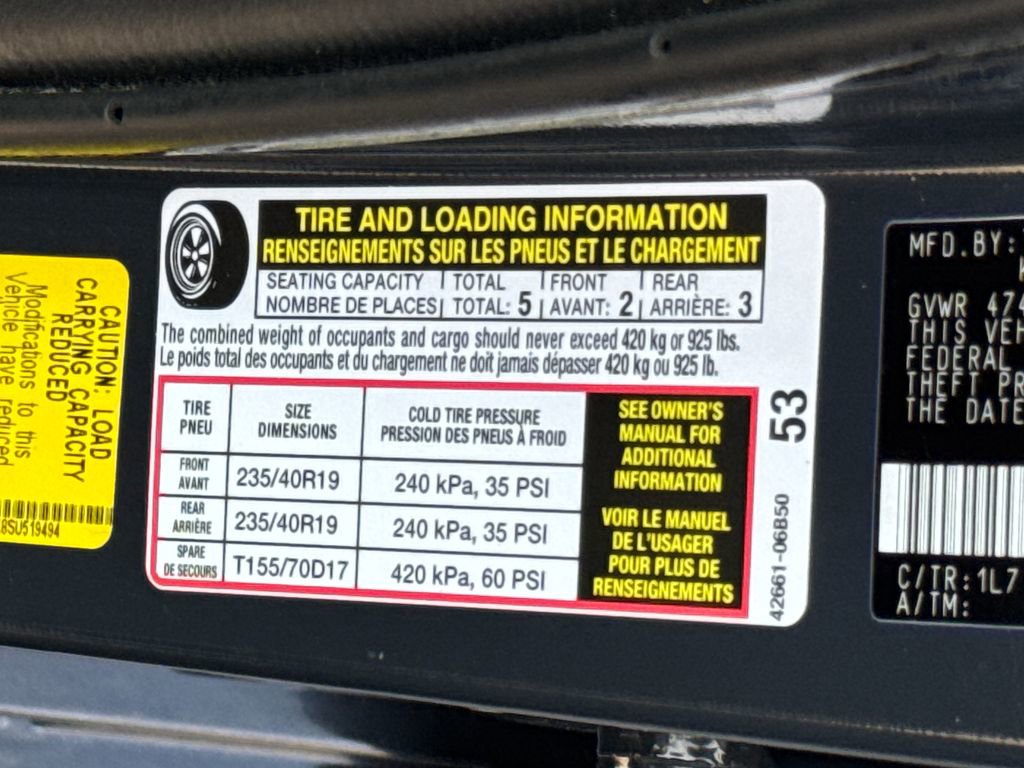 TIRE AND LOADING INFORMATION
RENSEIGNEMENTS SUR LES PNEUS ET LE CHARGEMENT
SEATING CAPACITY TOTAL FRONT REAR
NOMBRE DE PLACES TOTAL: 5 AVANT: 2 ARRIÈRE: 3
The combined weight of occupants and cargo should never exceed 420 kg or 925 lbs.
Le poids total des occupants et du chargement ne doit jamais dépasser 420 kg ou 925 lb.
TIRE SIZE COLD TIRE PRESSURE
PNEU DIMENSIONS PRESSION DES PNEUS À FROID
FRONT
AVANT 235/40R19 240 kPa, 35 PSI
REAR
ARRIÈRE 235/40R19 240 kPa, 35 PSI
SPARE
DE SECOURS T155/70D17 420 kPa, 60 PSI
SEE OWNER'S
MANUAL FOR
ADDITIONAL
INFORMATION
VOIR LE MANUEL
DE L'USAGER
POUR PLUS DE
RENSEIGNEMENTS
53
42661-06B50
CAUTION: LOAD
CARRYING CAPACITY
REDUCED
Modifications to this
Vehicle have reduced
8SU519494
MFD.BY:
GVWR 474
THIS VEH
FEDERAL
THEFT PR
THE DATE
C/TR: 1L7
A/TM: